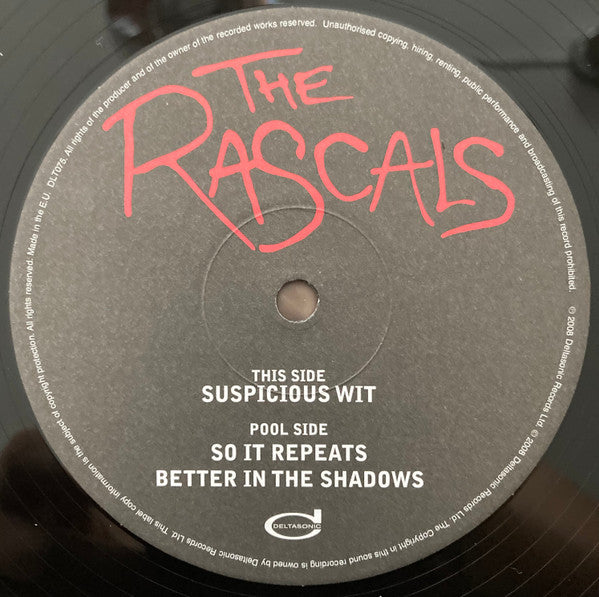 THE
RASCALS
THIS SIDE
SUSPICIOUS WIT
POOL SIDE
SO IT REPEATS
BETTER IN THE SHADOWS
DELTASONIC
DLT075. All rights of the producer and of the owner of the recorded works reserved. Unauthorised copying, hiring, renting, public performance and broadcasting of this record prohibited.
℗ 2008 Deltasonic Records Ltd. © 2008 Deltasonic Records Ltd. The Copyright in this sound recording is owned by Deltasonic Records Ltd. This label copy information is the subject of copyright protection. All rights reserved. Made in the E.U.